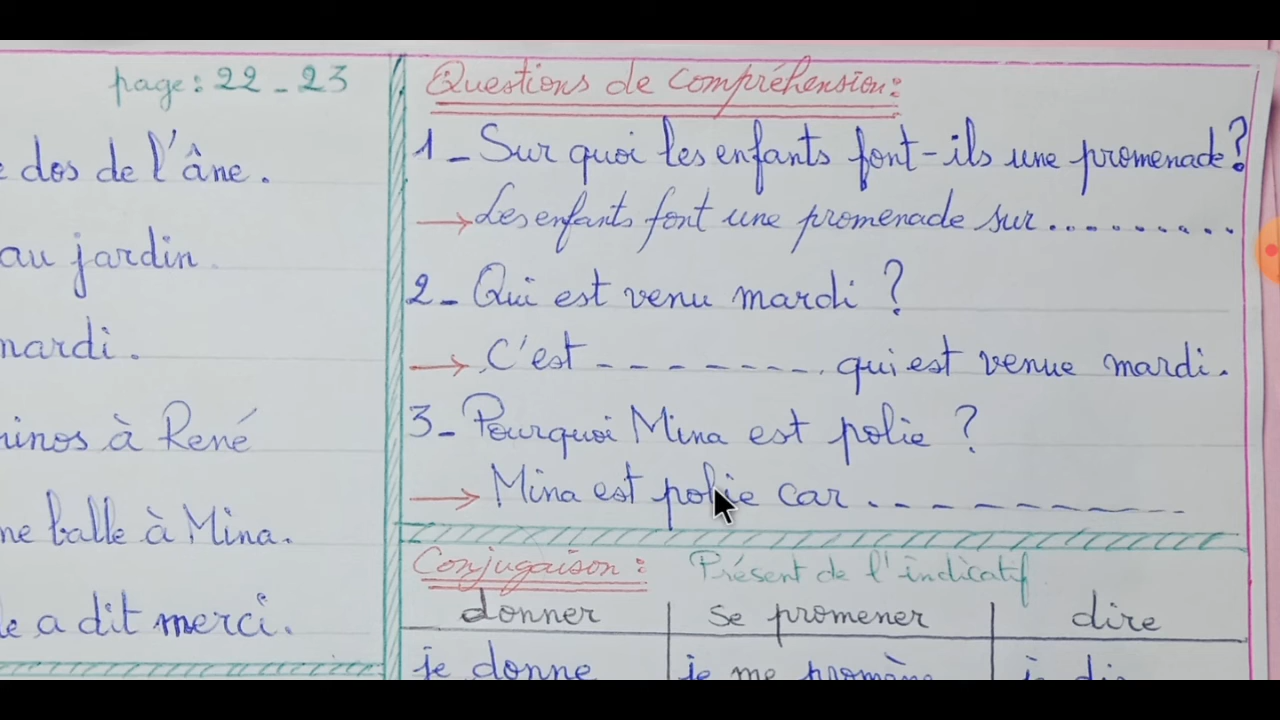 page: 22 - 23
dos de l'âne.
au jardin
mardi.
à René
balle à Mina.
a dit merci.
Questions de compréhension:
1 - Sur quoi les enfants font-ils une promenade?
→ Les enfants font une promenade sur .........
2 - Qui est venu mardi ?
→ C'est - - - - - - - - . qui est venue mardi.
3 - Pourquoi Mina est polie ?
→ Mina est polie car . - - - - - - - -
Conjugaison : Présent de l'indicatif
donner | se promener | dire
je donne | je me promène